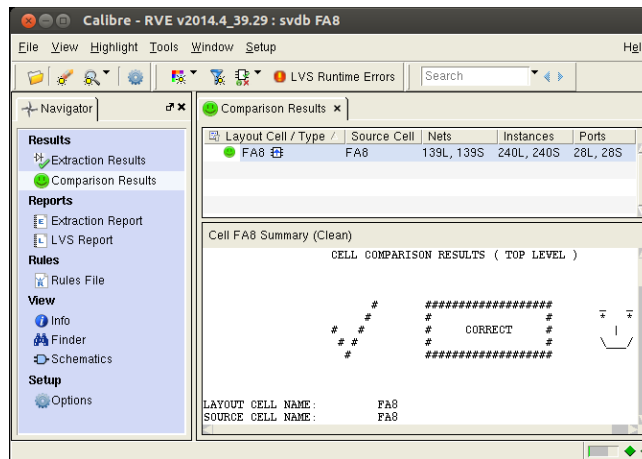 Calibre - RVE v2014.4_39.29 : svdb FA8
File View Highlight Tools Window Setup
LVS Runtime Errors Search
Navigator
Comparison Results
Results
Extraction Results
Comparison Results
Reports
Extraction Report
LVS Report
Rules
Rules File
View
Info
Finder
Schematics
Setup
Options
Layout Cell / Type Source Cell Nets Instances Ports
FA8 FA8 139L, 139S 240L, 240S 28L, 28S
Cell FA8 Summary (Clean)
CELL COMPARISON RESULTS ( TOP LEVEL )
# ###################
# # #
# # # CORRECT #
# # # #
# ###################
LAYOUT CELL NAME: FA8
SOURCE CELL NAME: FA8